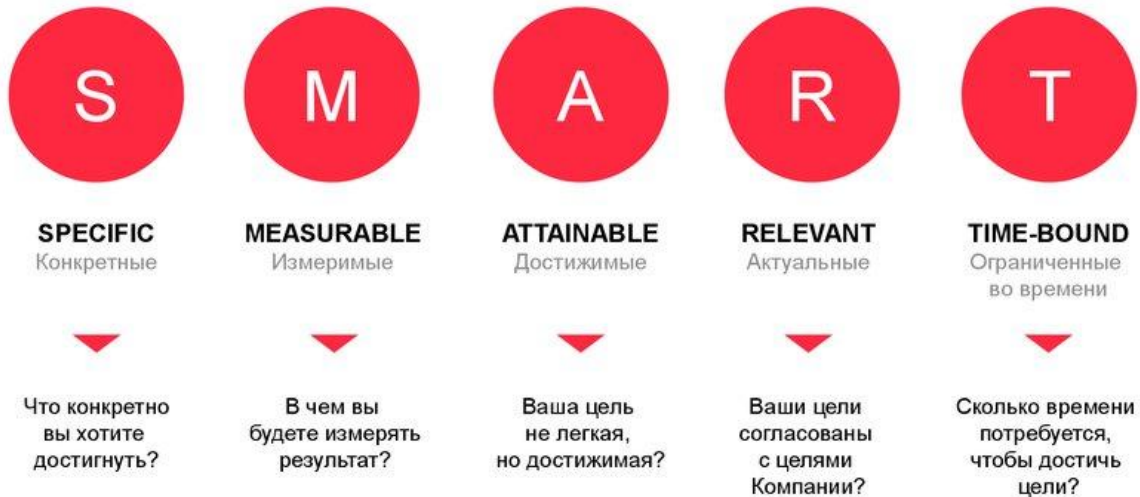 S
M
A
R
T
SPECIFIC
Конкретные
MEASURABLE
Измеримые
ATTAINABLE
Достижимые
RELEVANT
Актуальные
TIME-BOUND
Ограниченные
во времени
Что конкретно
вы хотите
достигнуть?
В чем вы
будете измерять
результат?
Ваша цель
не легкая,
но достижимая?
Ваши цели
согласованы
с целями
Компании?
Сколько времени
потребуется,
чтобы достичь
цели?